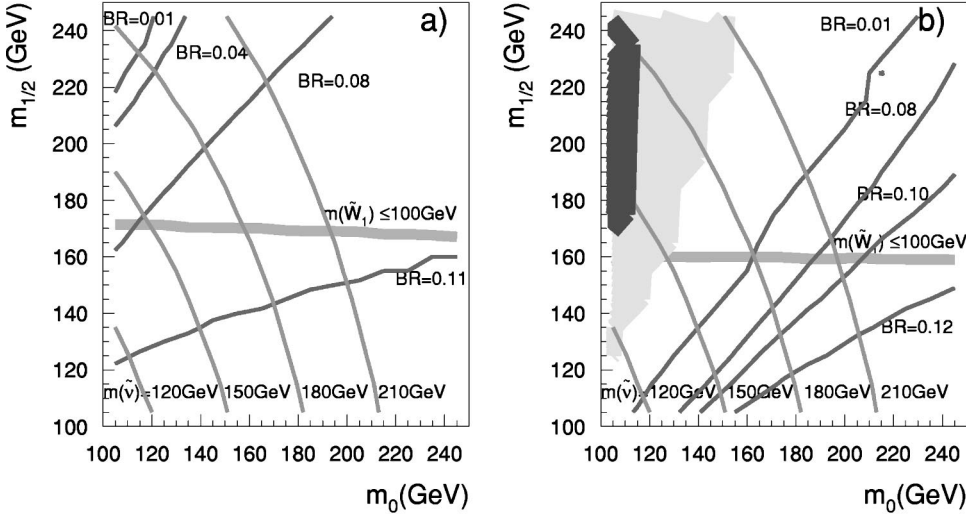 m1/2 (GeV)
240
220
200
180
160
140
120
100
BR=0.01
a)
BR=0.04
BR=0.08
m(W̃1) ≤100GeV
BR=0.11
m(ν̃)=120GeV 150GeV 180GeV 210GeV
100 120 140 160 180 200 220 240
m0(GeV)
m1/2 (GeV)
240
220
200
180
160
140
120
100
BR=0.01
b)
BR=0.08
BR=0.10
m(W̃1) ≤100GeV
BR=0.12
m(ν̃)=120GeV 150GeV 180GeV 210GeV
100 120 140 160 180 200 220 240
m0(GeV)